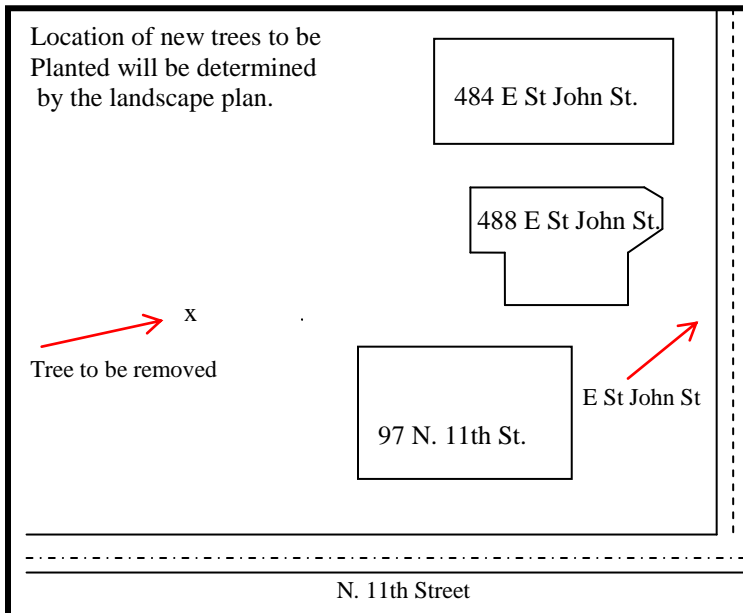 Location of new trees to be
Planted will be determined
by the landscape plan.
484 E St John St.
488 E St John St.
x
Tree to be removed
E St John St
97 N. 11th St.
N. 11th Street